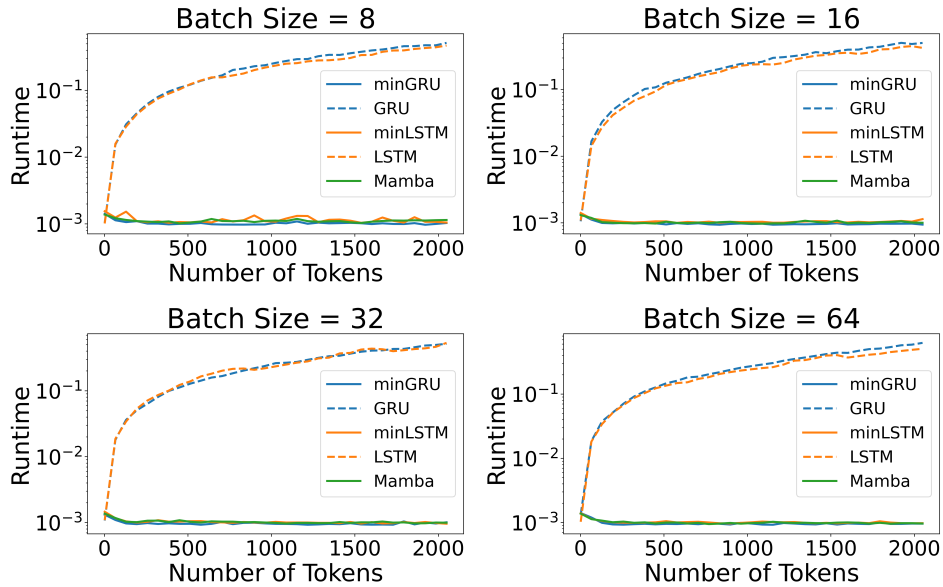 Batch Size = 8
Runtime
10⁻¹
10⁻²
10⁻³
minGRU
GRU
minLSTM
LSTM
Mamba
0 500 1000 1500 2000
Number of Tokens
Batch Size = 16
Runtime
10⁻¹
10⁻²
10⁻³
minGRU
GRU
minLSTM
LSTM
Mamba
0 500 1000 1500 2000
Number of Tokens
Batch Size = 32
Runtime
10⁻¹
10⁻²
10⁻³
minGRU
GRU
minLSTM
LSTM
Mamba
0 500 1000 1500 2000
Number of Tokens
Batch Size = 64
Runtime
10⁻¹
10⁻²
10⁻³
minGRU
GRU
minLSTM
LSTM
Mamba
0 500 1000 1500 2000
Number of Tokens